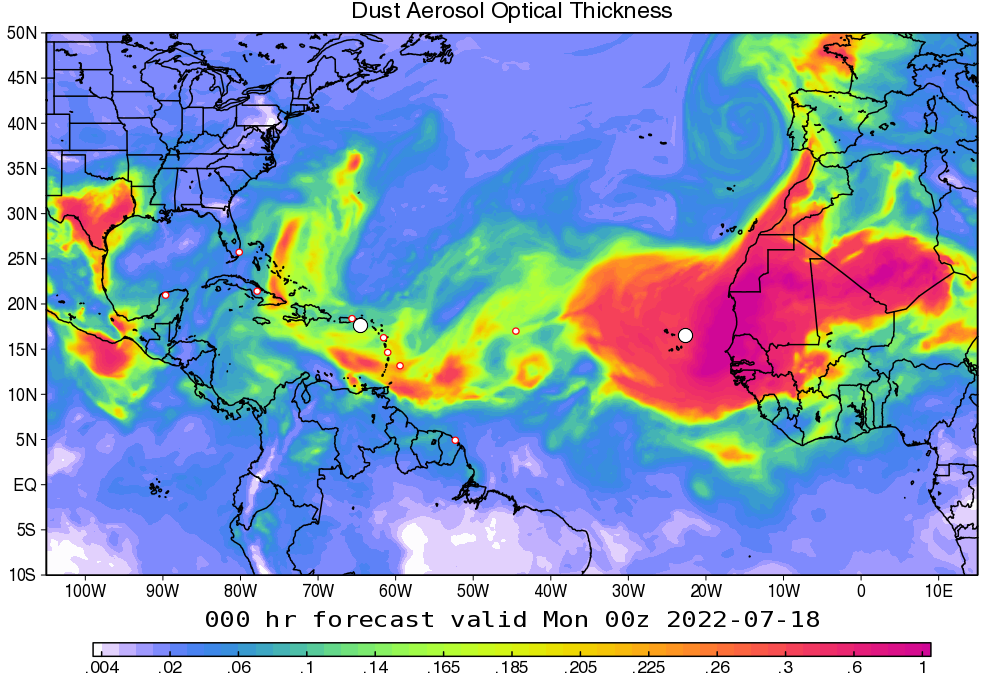 Dust Aerosol Optical Thickness
50N
45N
40N
35N
30N
25N
20N
15N
10N
5N
EQ
5S
10S
100W 90W 80W 70W 60W 50W 40W 30W 20W 10W 0 10E
000 hr forecast valid Mon 00z 2022-07-18
.004 .02 .06 .1 .14 .165 .185 .205 .225 .26 .3 .6 1